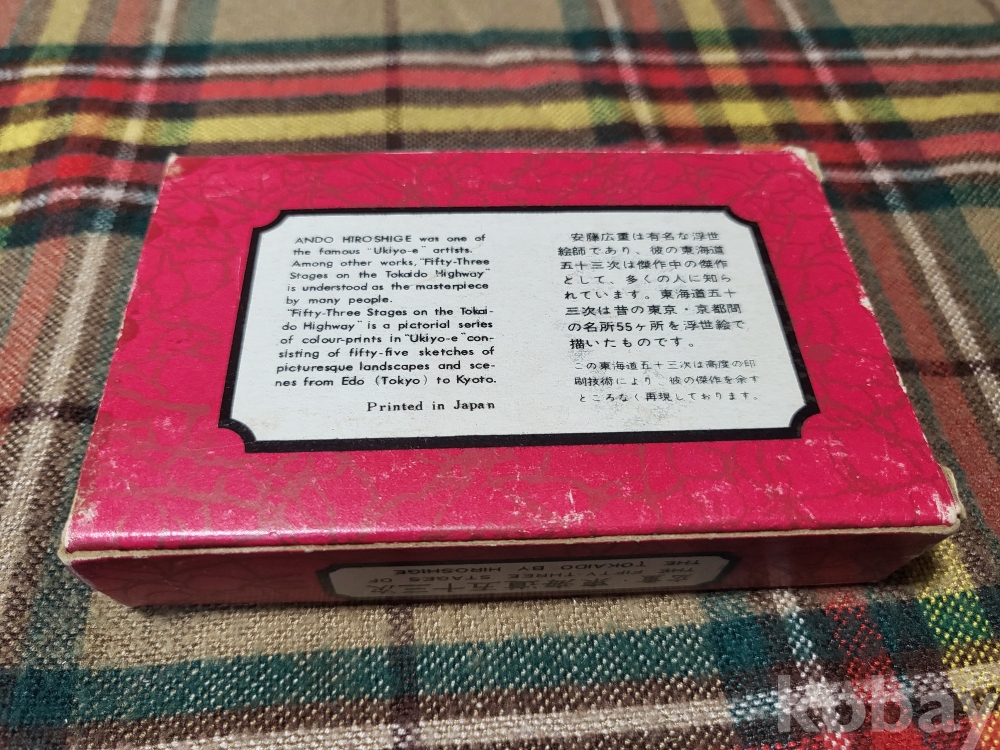 ANDO HIROSHIGE was one of
the famous "Ukiyo-e" artists.
Among other works, "Fifty-Three
Stages on the Tokaido Highway"
is understood as the masterpiece
by many people.
"Fifty-Three Stages on the Tokai-
do Highway" is a pictorial series
of colour-prints in "Ukiyo-e" con-
sisting of fifty-five sketches of
picturesque landscapes and sce-
nes from Edo (Tokyo) to Kyoto.
Printed in Japan
安藤広重は有名な浮世
絵師であり、彼の東海道
五十三次は傑作中の傑作
として、多くの人に知ら
れています。東海道五十
三次は昔の東京・京都間
の名所55ヶ所を浮世絵で
描いたものです。
この東海道五十三次は高度の印
刷技術により、彼の傑作を余す
ところなく再現しております。
広重 東海道五十三次
THE FIFTY-THREE STAGES OF
THE TOKAIDO BY HIROSHIGE
kobay